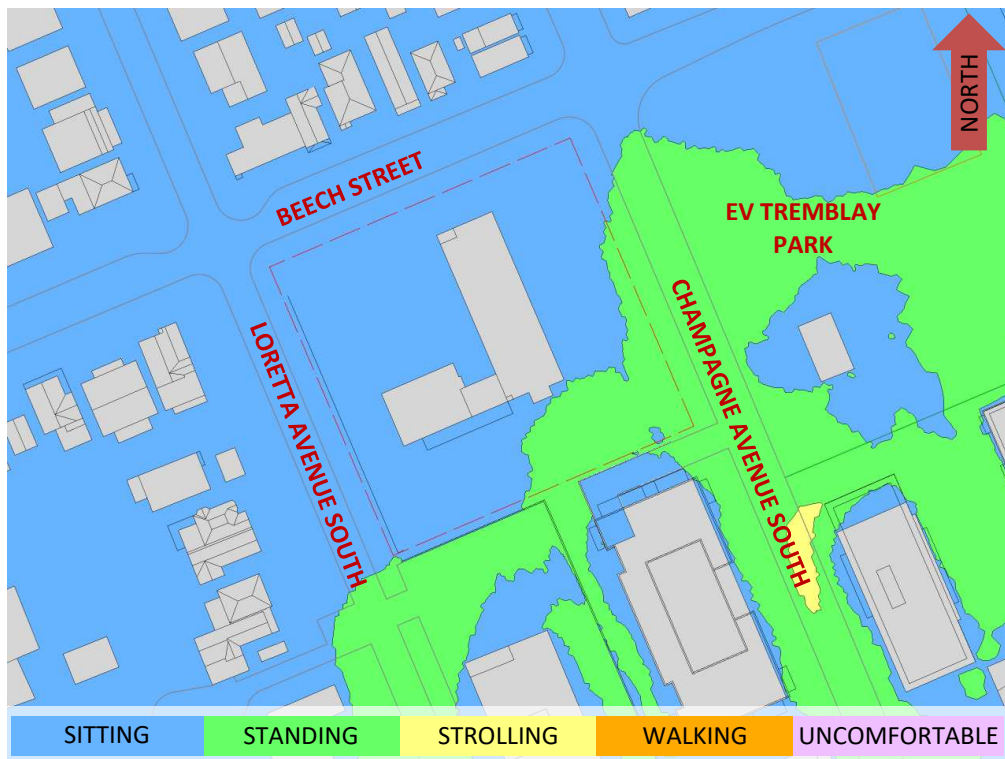 NORTH
BEECH STREET
EV TREMBLAY
PARK
LORETTA AVENUE SOUTH
CHAMPAGNE AVENUE SOUTH
SITTING
STANDING
STROLLING
WALKING
UNCOMFORTABLE